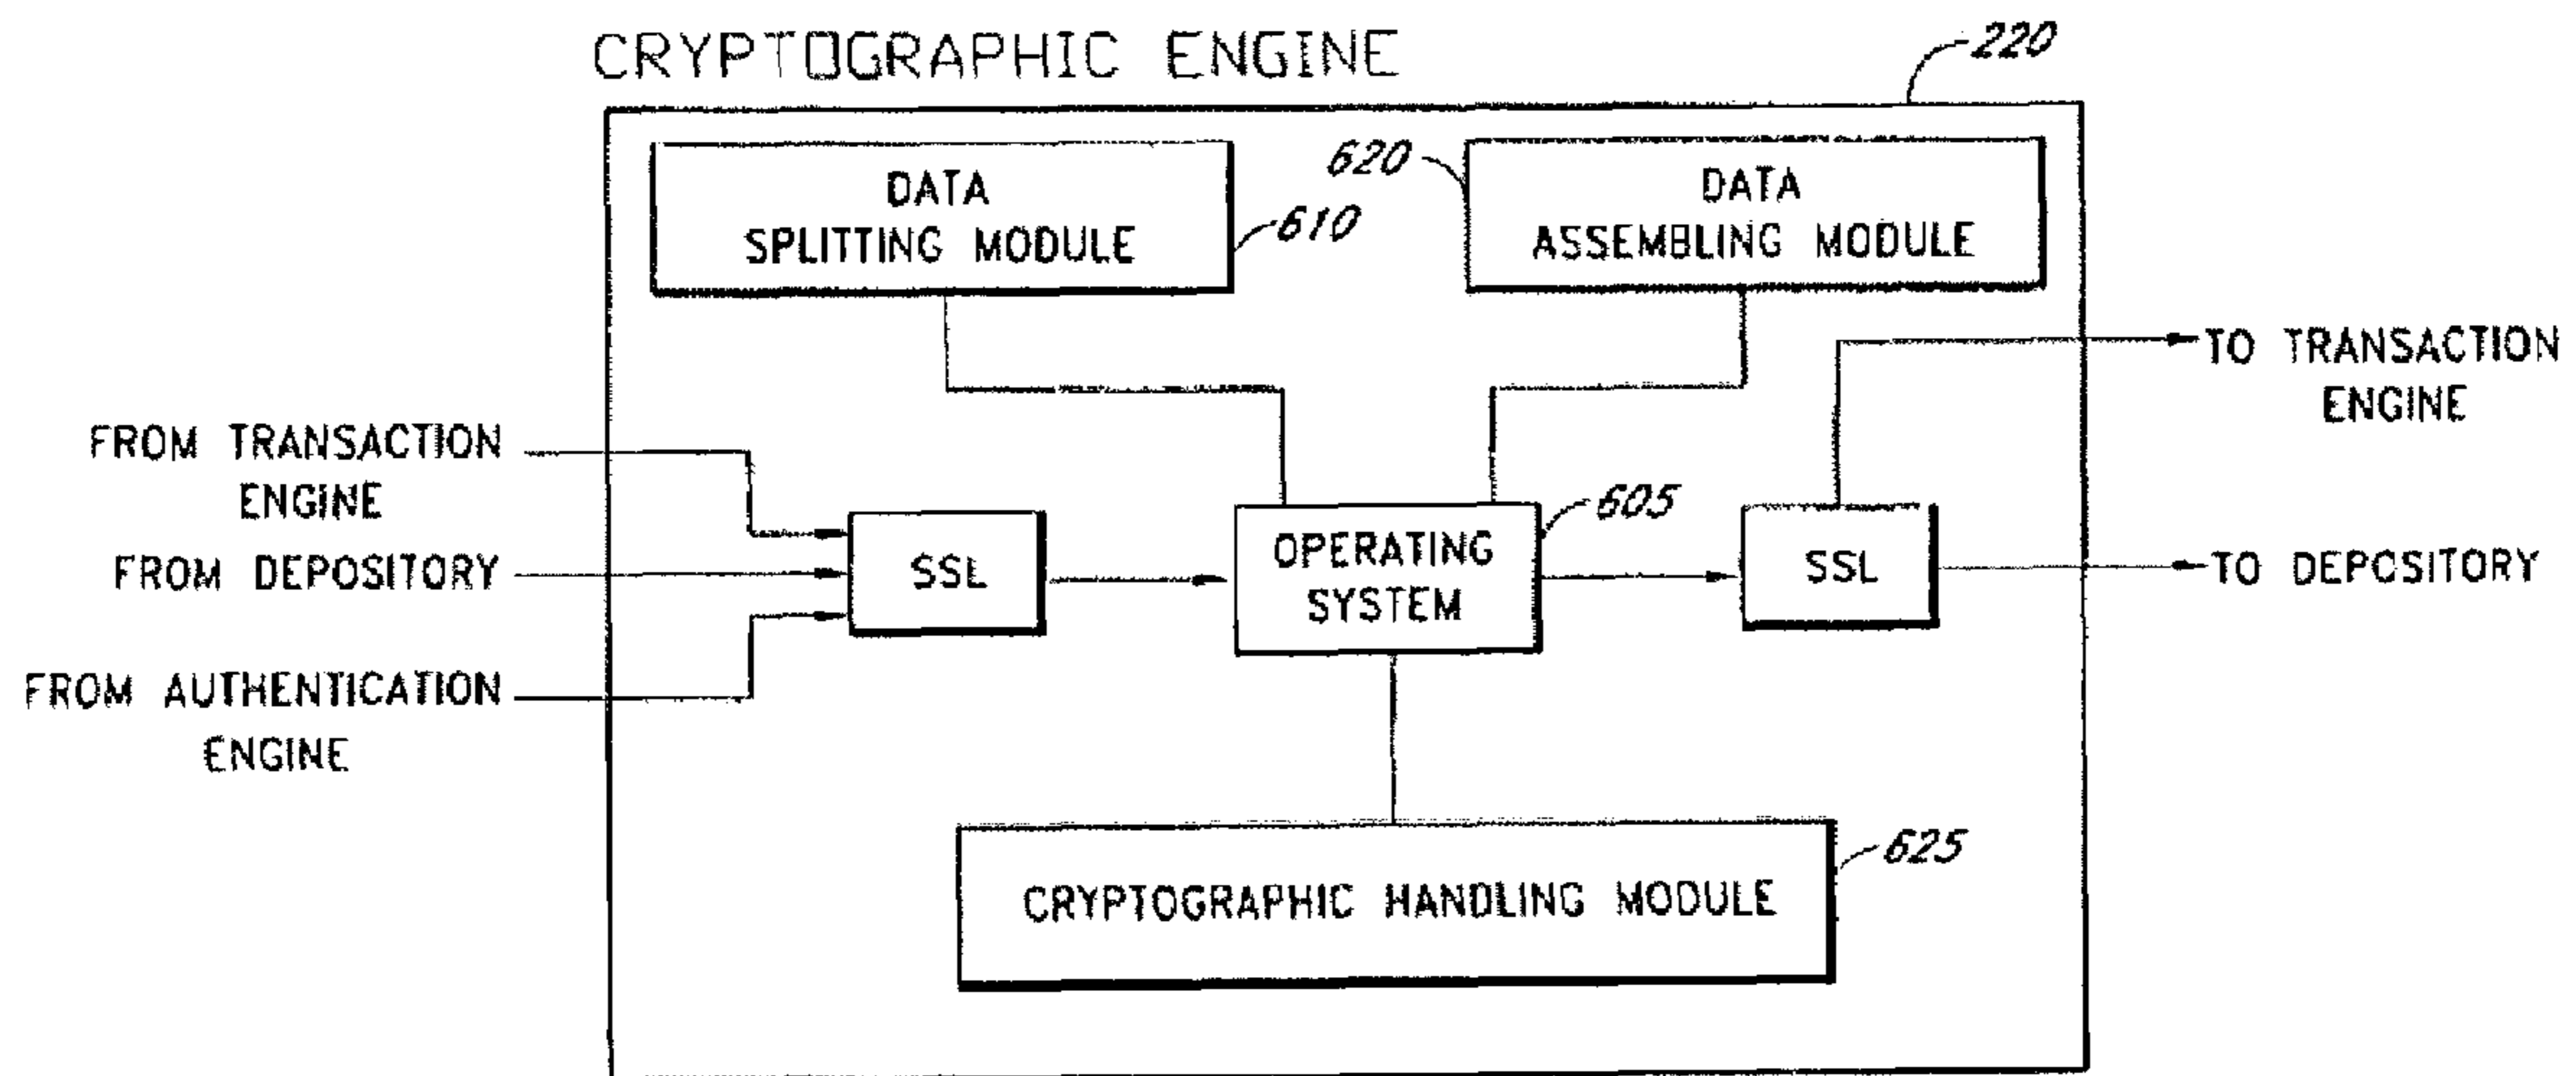 CRYPTOGRAPHIC ENGINE
220
DATA
SPLITTING MODULE
610
620
DATA
ASSEMBLING MODULE
TO TRANSACTION
ENGINE
FROM TRANSACTION
ENGINE
FROM DEPOSITORY
FROM AUTHENTICATION
ENGINE
SSL
OPERATING
SYSTEM
605
SSL
TO DEPOSITORY
CRYPTOGRAPHIC HANDLING MODULE
625